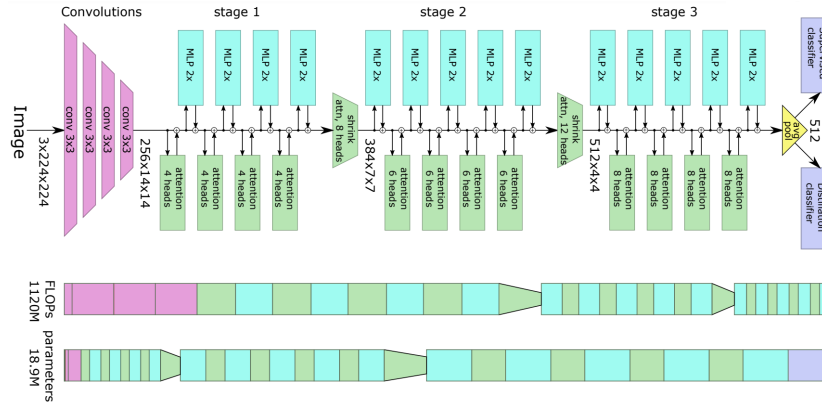 Convolutions
stage 1
stage 2
stage 3
Image
3x224x224
conv 3x3
conv 3x3
conv 3x3
conv 3x3
256x14x14
MLP 2x
MLP 2x
MLP 2x
MLP 2x
attention
4 heads
attention
4 heads
attention
4 heads
attention
4 heads
shrink
attn, 8 heads
384x7x7
MLP 2x
MLP 2x
MLP 2x
MLP 2x
MLP 2x
attention
6 heads
attention
6 heads
attention
6 heads
attention
6 heads
shrink
attn, 12 heads
512x4x4
MLP 2x
MLP 2x
MLP 2x
MLP 2x
MLP 2x
attention
8 heads
attention
8 heads
attention
8 heads
attention
8 heads
avg
pool
512
Supervised
classifier
Distillation
classifier
FLOPs
1120M
parameters
18.9M